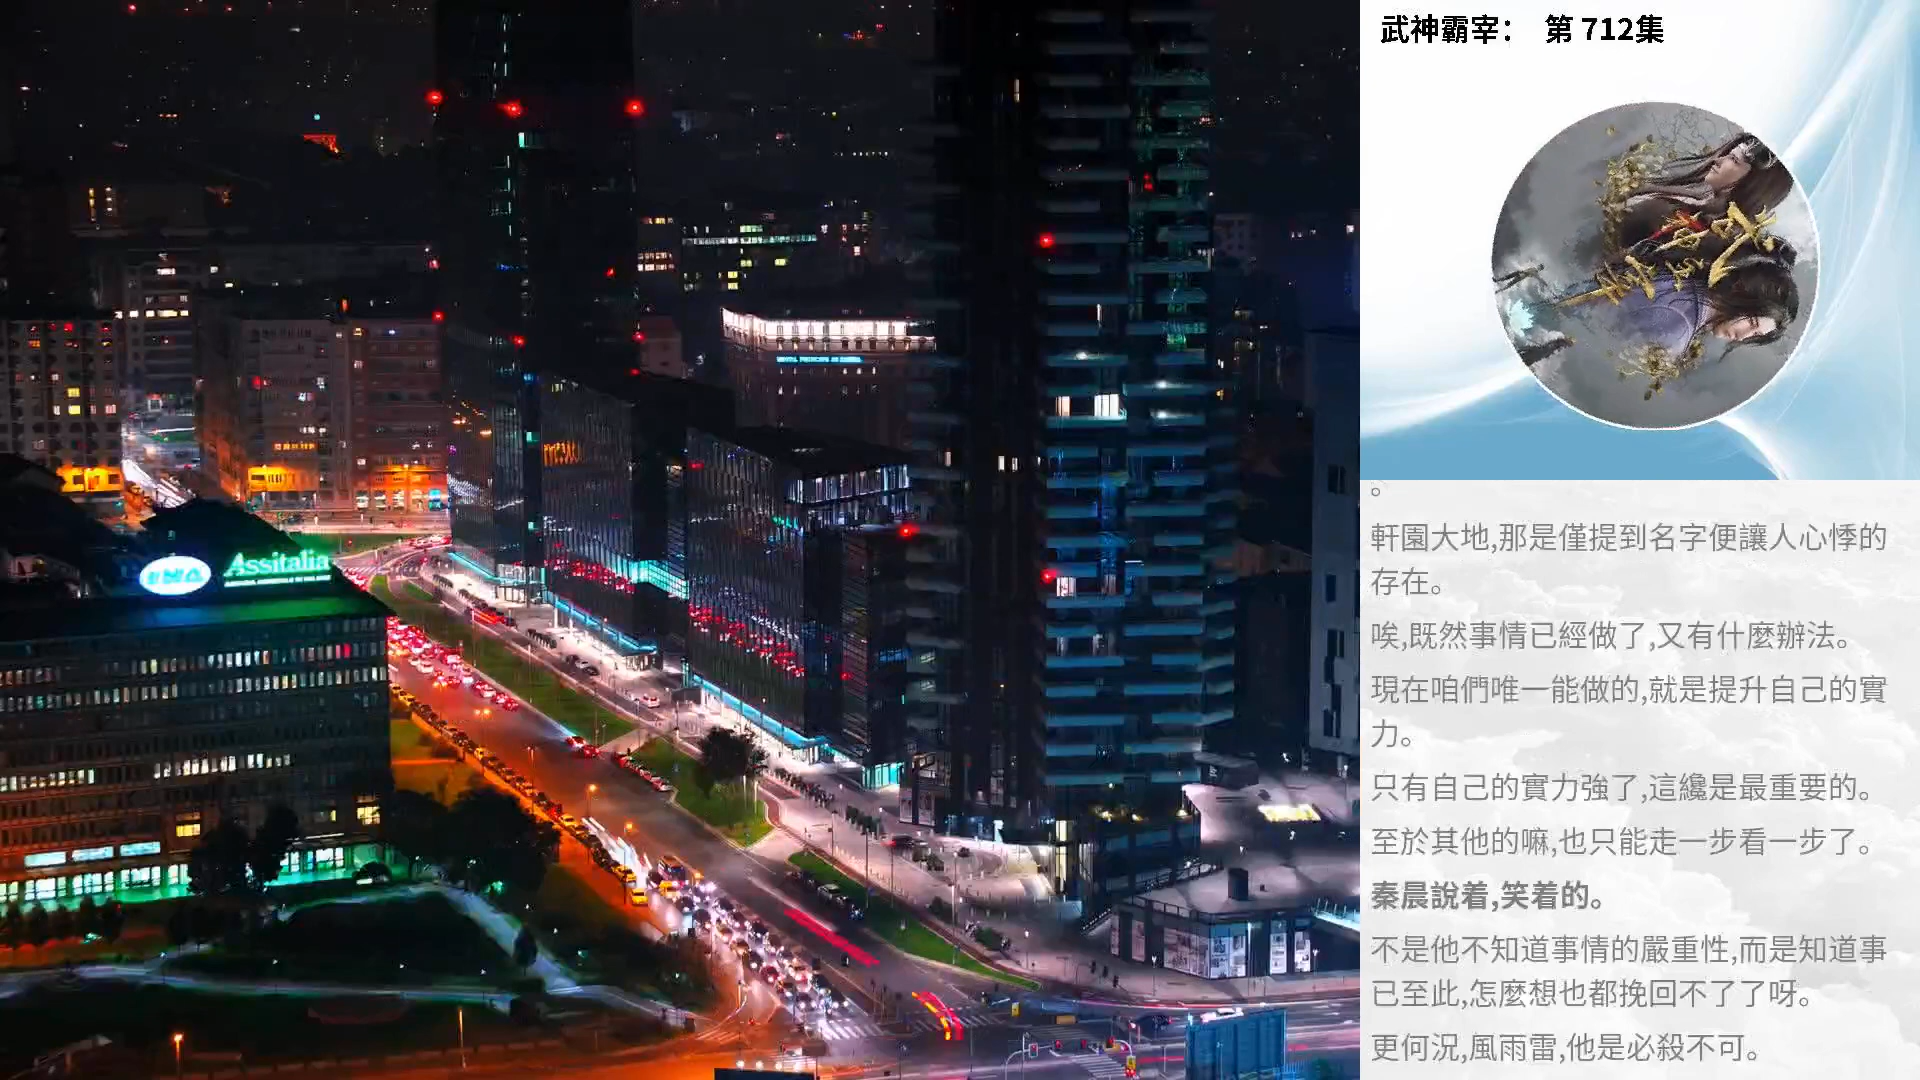 武神霸宰： 第 712集
。
軒園大地,那是僅提到名字便讓人心悸的
存在。
唉,既然事情已經做了,又有什麼辦法。
現在咱們唯一能做的,就是提升自己的實
力。
只有自己的實力強了,這纔是最重要的。
至於其他的嘛,也只能走一步看一步了。
秦晨說着,笑着的。
不是他不知道事情的嚴重性,而是知道事
已至此,怎麼想也都挽回不了了呀。
更何況,風雨雷,他是必殺不可。
Assitalia